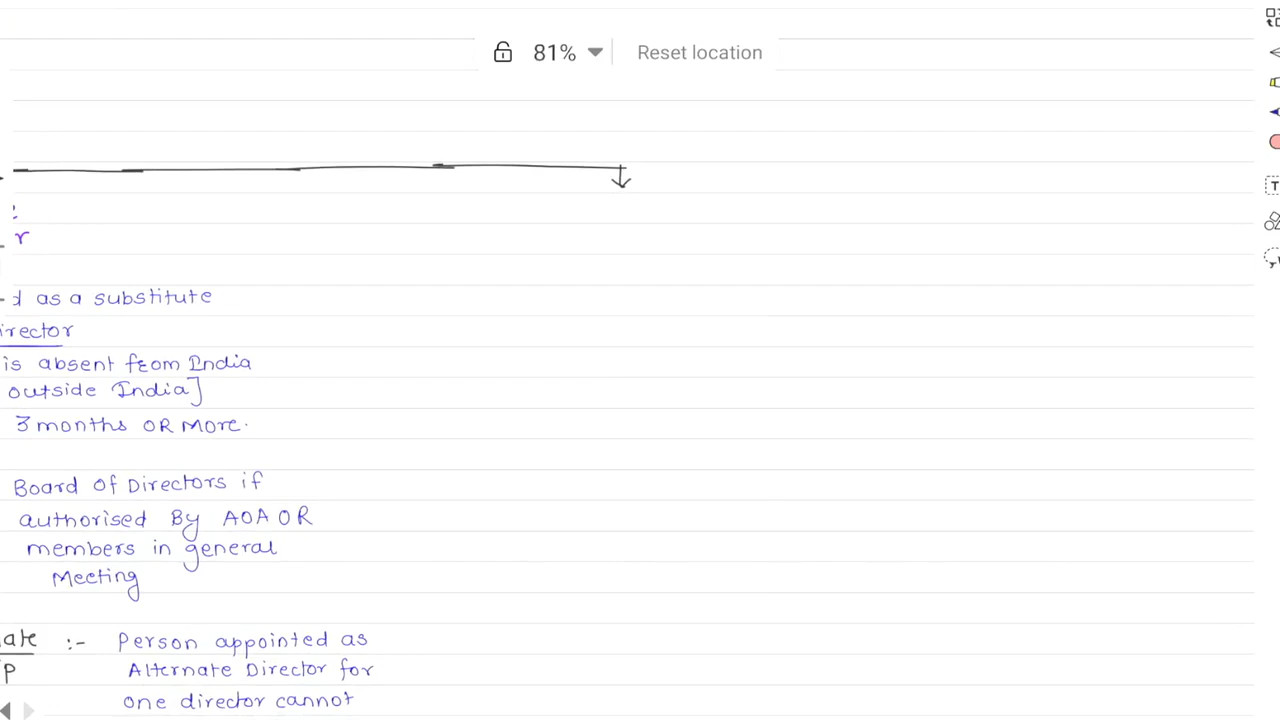 81%
Reset location
r
d as a substitute
irector
is absent from India
outside India]
3 months OR More.
Board of Directors if
authorised By AOA OR
members in general
Meeting
ate :- Person appointed as
P Alternate Director for
one director cannot